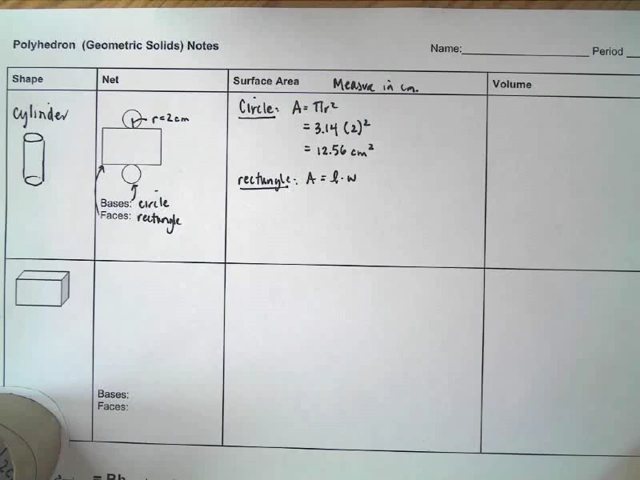 Polyhedron (Geometric Solids) Notes
Name: Period
Shape
Net
Surface Area Measure in cm.
Volume
cylinder
r=2cm
Bases: circle
Faces: rectangle
Circle: A = πr²
= 3.14 (2)²
= 12.56 cm²
rectangle: A = l · w
Bases:
Faces:
= Bh